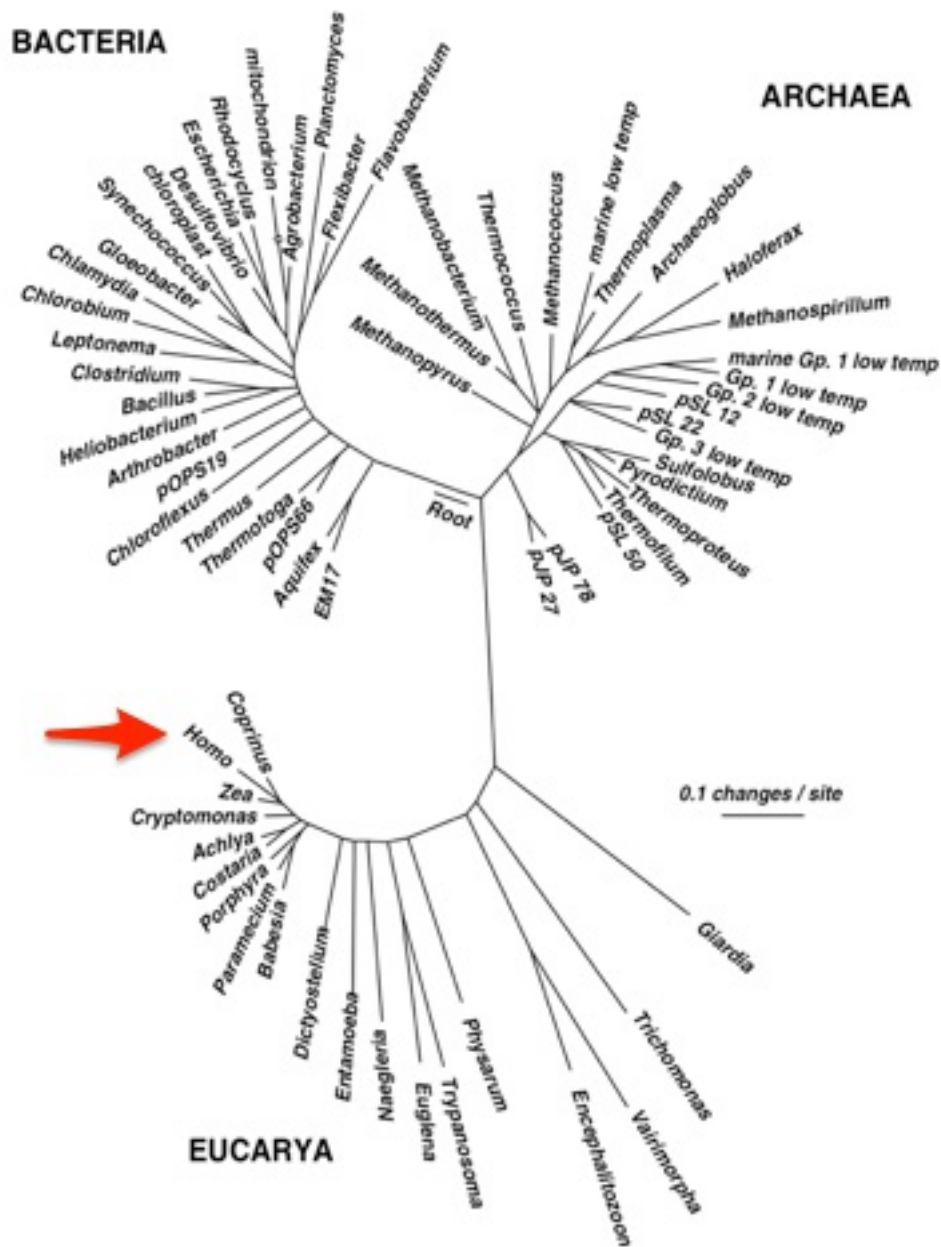 BACTERIA
ARCHAEA
Planctomyces
mitochondrion
Flavobacterium
Rhodocyclus
Escherichia
Agrobacterium
Flexibacter
Desulfovibrio
chloroplast
Synechococcus
Gloeobacter
Chlamydia
Chlorobium
Leptonema
Clostridium
Bacillus
Heliobacterium
Arthrobacter
pOPS19
Chloroflexus
Thermus
Thermotoga
pOPS66
Aquifex
EM17
Root
Methanopyrus
Methanothermus
Methanobacterium
Thermococcus
Methanococcus
marine low temp
Thermoplasma
Archaeoglobus
Haloferax
Methanospirillum
marine Gp. 1 low temp
Gp. 1 low temp
Gp. 2 low temp
pSL 12
pSL 22
Gp. 3 low temp
Sulfolobus
Pyrodictium
Thermoproteus
Thermofilum
pSL 50
pJP 78
pJP 27
Coprinus
Homo
Zea
Cryptomonas
Achlya
Costaria
Porphyra
Paramecium
Babesia
Dictyostelium
Entamoeba
Naegleria
Euglena
Trypanosoma
Physarum
Encephalitozoon
Vairimorpha
Trichomonas
Giardia
0.1 changes / site
EUCARYA